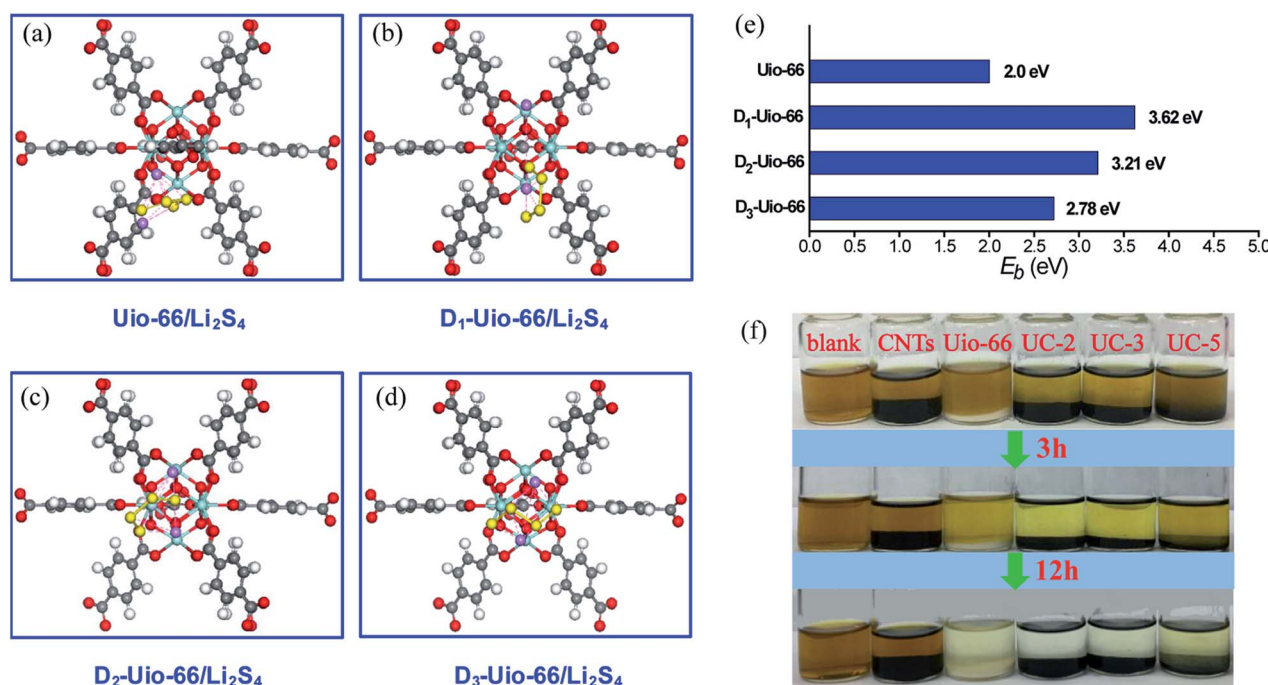 (a)
Uio-66/Li₂S₄
(b)
D₁-Uio-66/Li₂S₄
(c)
D₂-Uio-66/Li₂S₄
(d)
D₃-Uio-66/Li₂S₄
(e)
Uio-66
2.0 eV
D₁-Uio-66
3.62 eV
D₂-Uio-66
3.21 eV
D₃-Uio-66
2.78 eV
0.0 0.5 1.0 1.5 2.0 2.5 3.0 3.5 4.0 4.5 5.0
E_b (eV)
(f)
blank CNTs Uio-66 UC-2 UC-3 UC-5
3h
12h